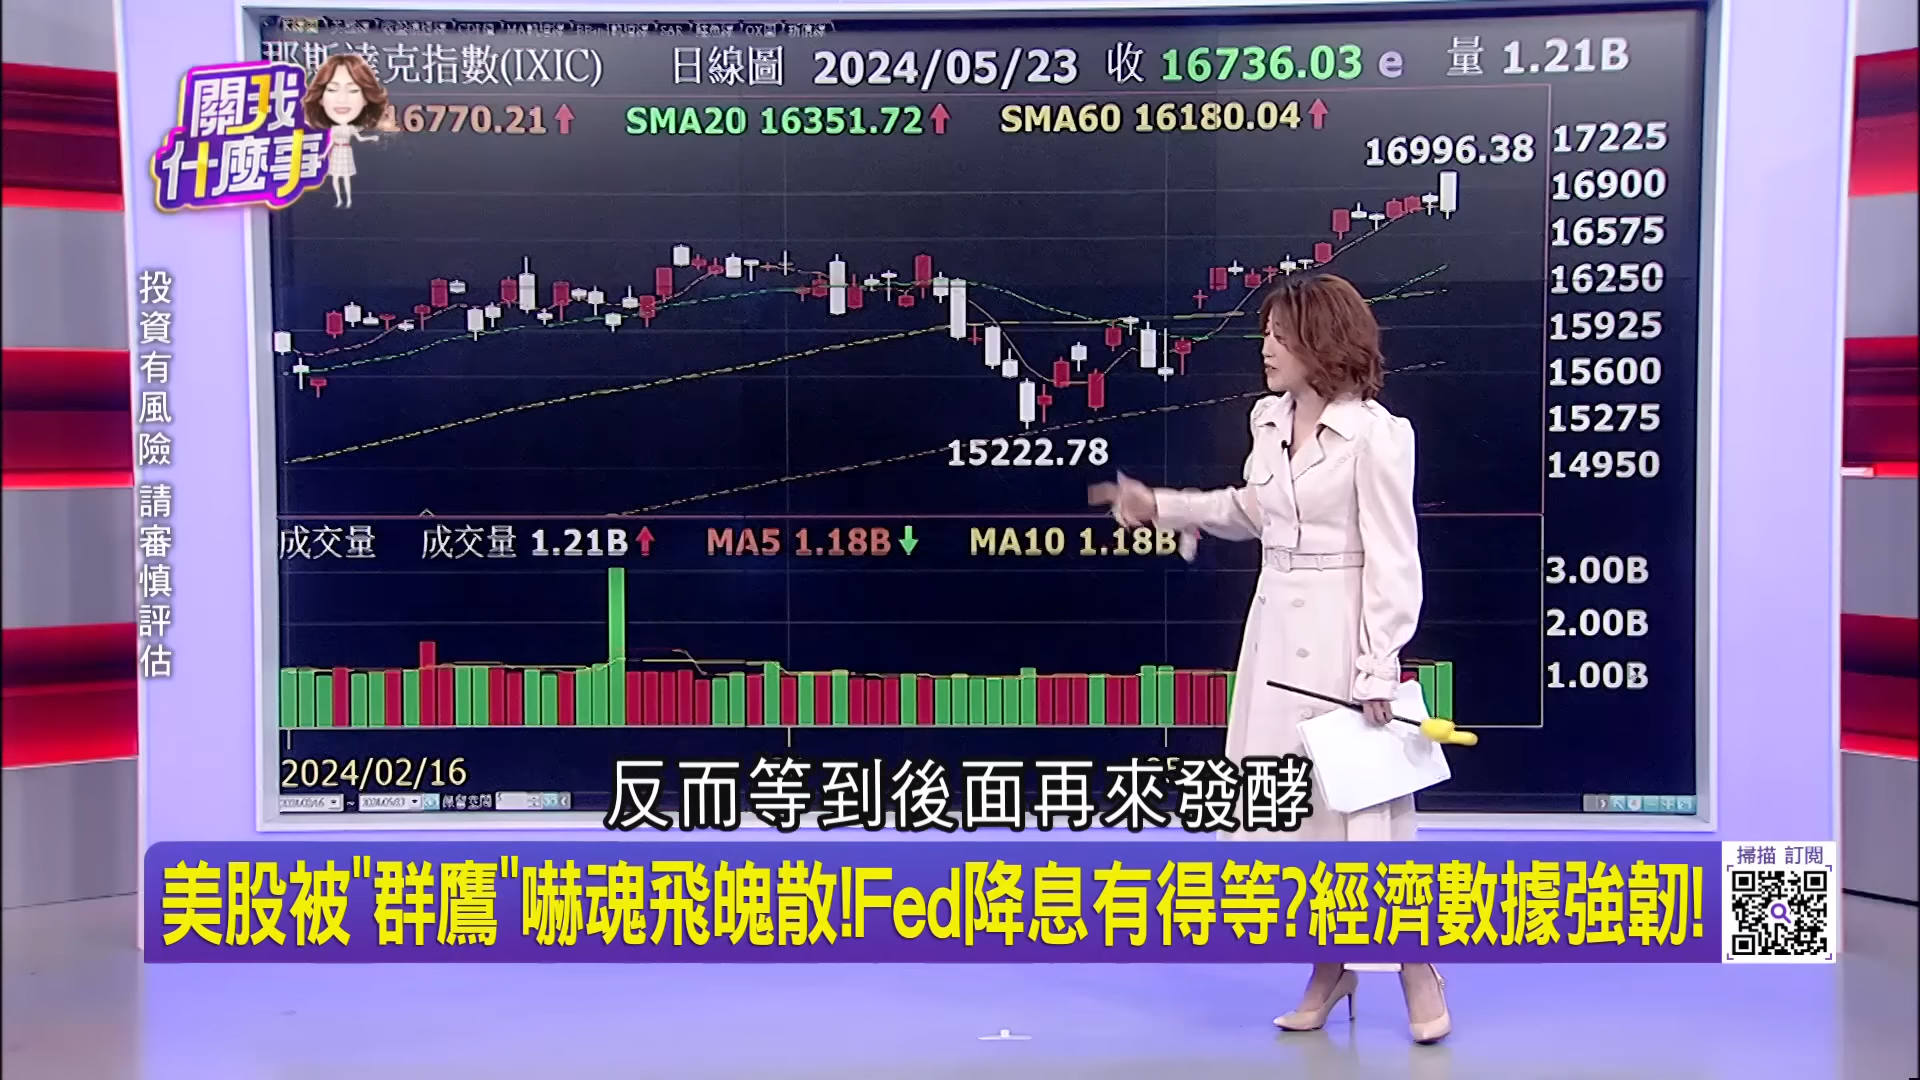 那斯達克指數(IXIC) 日線圖 2024/05/23 收 16736.03 e 量 1.21B
關我
什麼事
16770.21↑ SMA20 16351.72↑ SMA60 16180.04↑
16996.38
17225
16900
16575
16250
15925
15600
15275
14950
15222.78
投資有風險 請審慎評估
成交量 成交量 1.21B↑ MA5 1.18B↓ MA10 1.18B
3.00B
2.00B
1.00B
2024/02/16
反而等到後面再來發酵
美股被"群鷹"嚇魂飛魄散!Fed降息有得等?經濟數據強韌!
掃描 訂閱